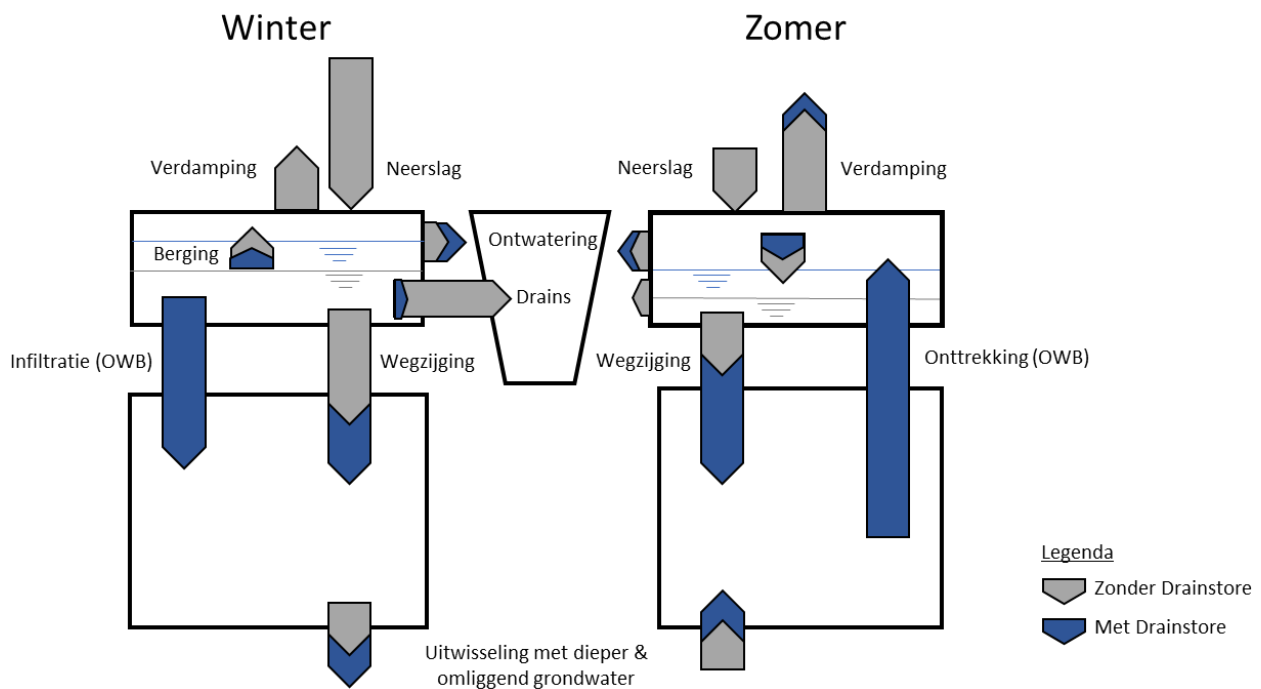 Winter
Zomer
Verdamping
Neerslag
Neerslag
Verdamping
Berging
Ontwatering
Drains
Infiltratie (OWB)
Wegzijging
Wegzijging
Onttrekking (OWB)
Legenda
Zonder Drainstore
Met Drainstore
Uitwisseling met dieper &
omliggend grondwater